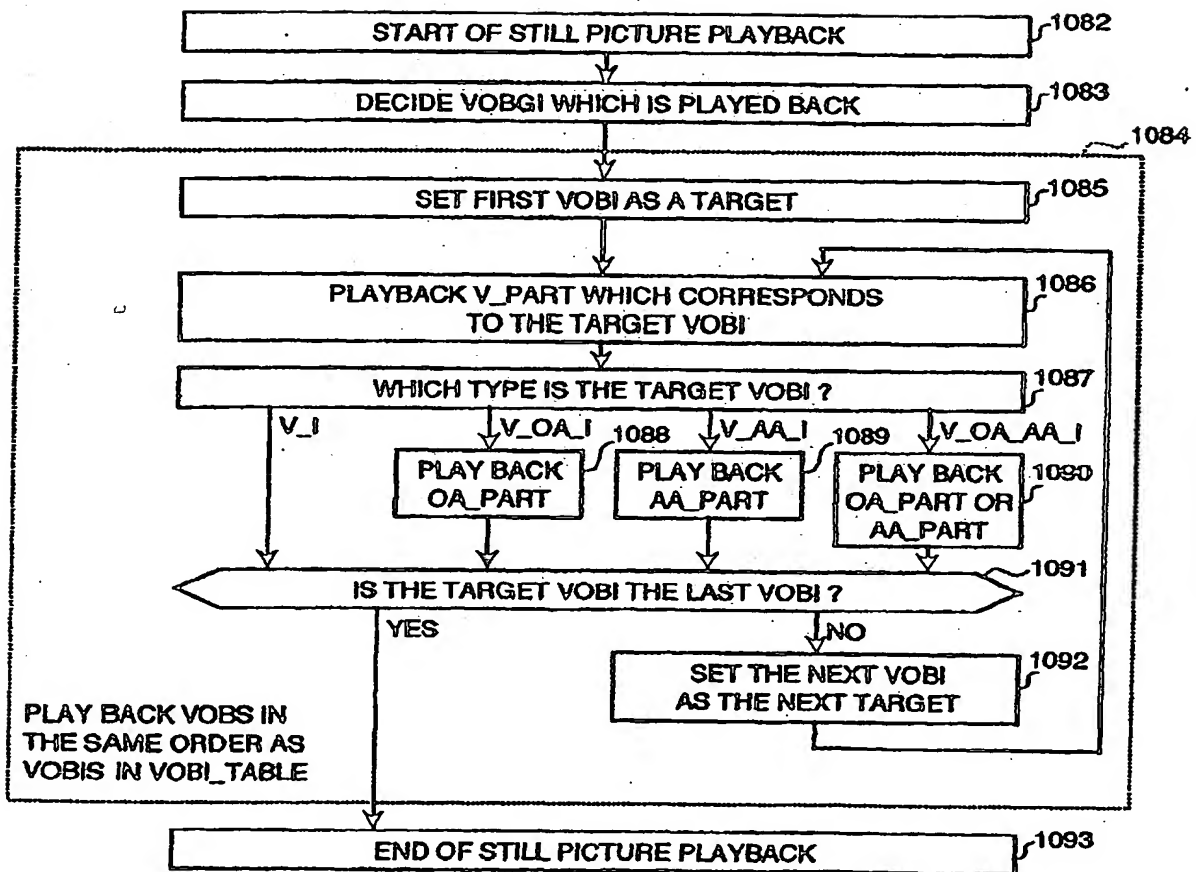 START OF STILL PICTURE PLAYBACK
1082
DECIDE VOBGI WHICH IS PLAYED BACK
1083
1084
SET FIRST VOBI AS A TARGET
1085
PLAYBACK V_PART WHICH CORRESPONDS
TO THE TARGET VOBI
1086
WHICH TYPE IS THE TARGET VOBI ?
1087
V_I
V_OA_I
V_AA_I
V_OA_AA_I
1088
PLAY BACK
OA_PART
1089
PLAY BACK
AA_PART
1090
PLAY BACK
OA_PART OR
AA_PART
IS THE TARGET VOBI THE LAST VOBI ?
1091
YES
NO
SET THE NEXT VOBI
AS THE NEXT TARGET
1092
PLAY BACK VOBS IN
THE SAME ORDER AS
VOBIS IN VOBI_TABLE
END OF STILL PICTURE PLAYBACK
1093